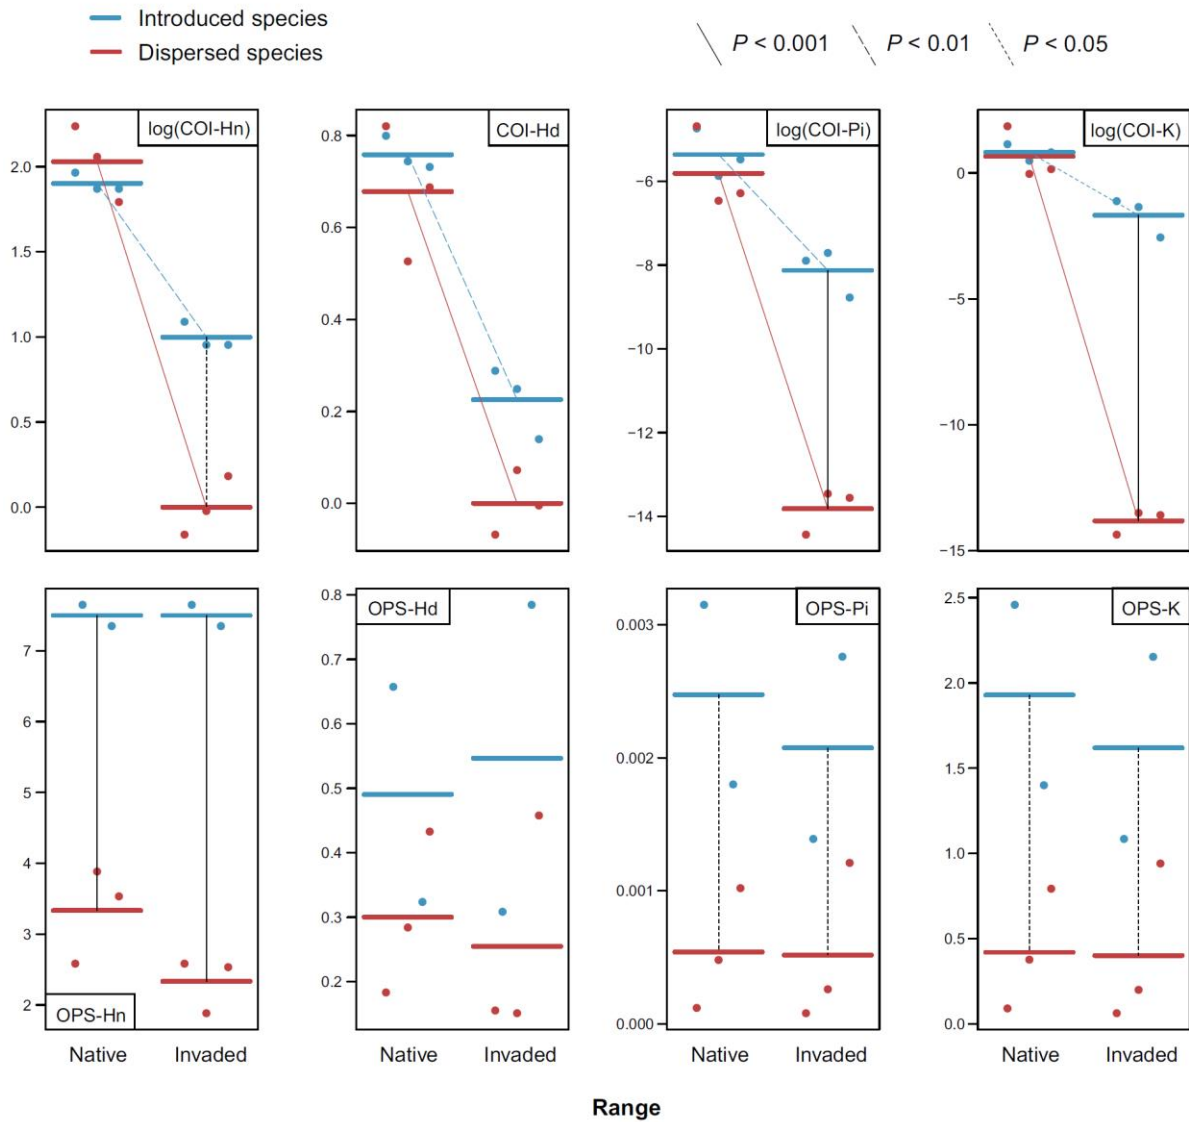 Introduced species
Dispersed species
P < 0.001
P < 0.01
P < 0.05
log(COI-Hn)
2.0
1.5
1.0
0.5
0.0
COI-Hd
0.8
0.6
0.4
0.2
0.0
log(COI-Pi)
−6
−8
−10
−12
−14
log(COI-K)
0
−5
−10
−15
OPS-Hn
7
6
5
4
3
2
OPS-Hd
0.8
0.7
0.6
0.5
0.4
0.3
0.2
OPS-Pi
0.003
0.002
0.001
0.000
OPS-K
2.5
2.0
1.5
1.0
0.5
0.0
Native Invaded
Native Invaded
Native Invaded
Native Invaded
Range